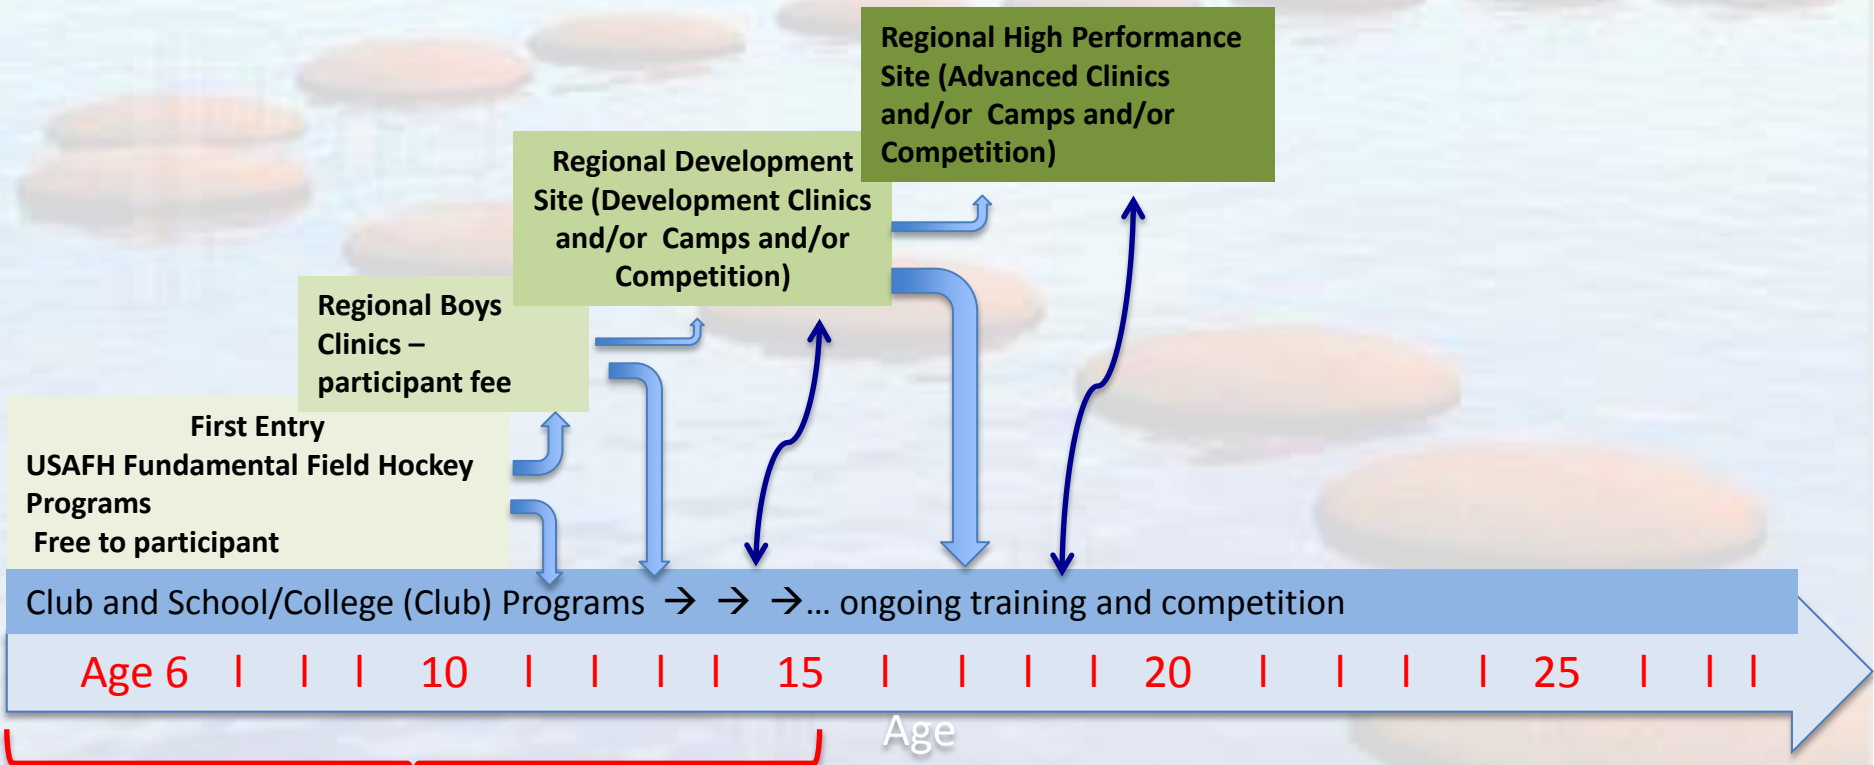 Regional High Performance
Site (Advanced Clinics
and/or Camps and/or
Competition)
Regional Development
Site (Development Clinics
and/or Camps and/or
Competition)
Regional Boys
Clinics –
participant fee
First Entry
USAFH Fundamental Field Hockey
Programs
Free to participant
Club and School/College (Club) Programs → → →... ongoing training and competition
Age 6 | | | 10 | | | | 15 | | | | 20 | | | | 25 | | |
Age